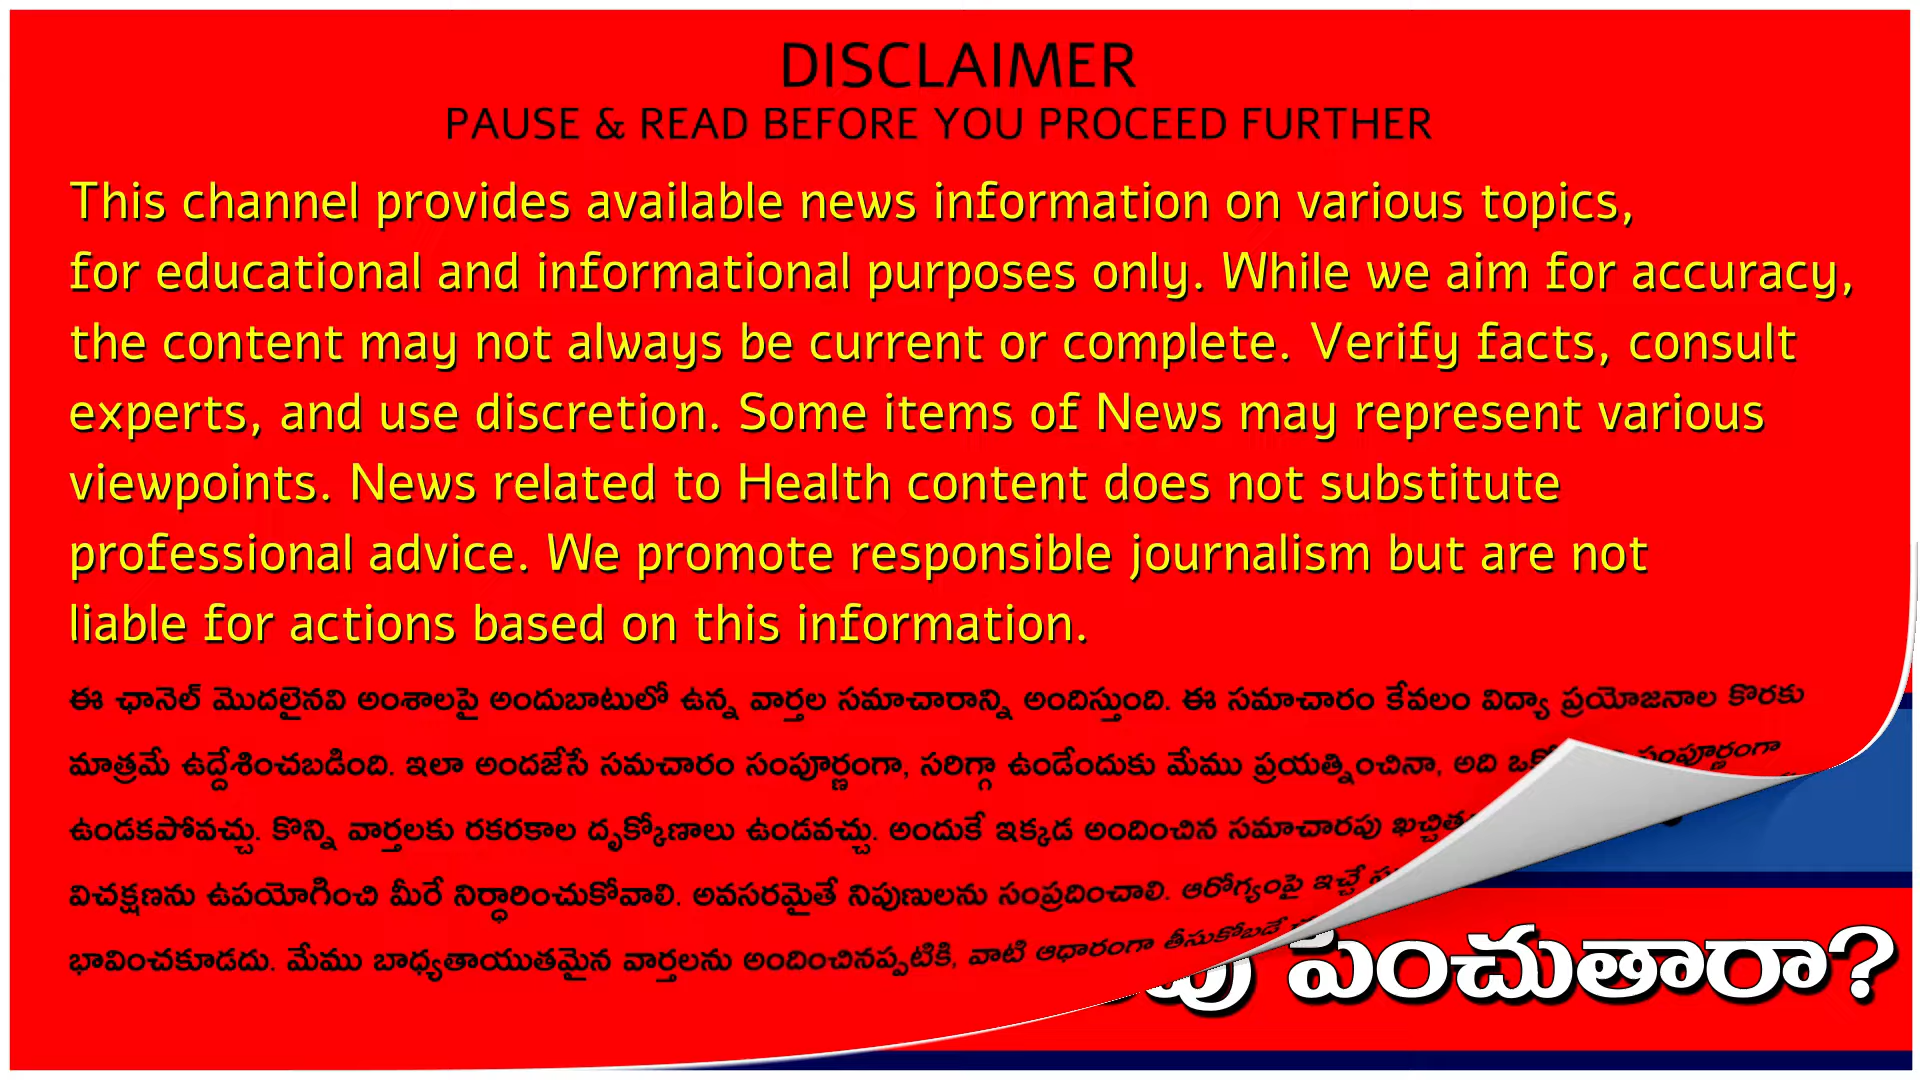 DISCLAIMER
PAUSE & READ BEFORE YOU PROCEED FURTHER
This channel provides available news information on various topics,
for educational and informational purposes only. While we aim for accuracy,
the content may not always be current or complete. Verify facts, consult
experts, and use discretion. Some items of News may represent various
viewpoints. News related to Health content does not substitute
professional advice. We promote responsible journalism but are not
liable for actions based on this information.
ఈ ఛానెల్ మొదలైనవి అంశాలపై అందుబాటులో ఉన్న వార్తల సమాచారాన్ని అందిస్తుంది. ఈ సమాచారం కేవలం విద్యా ప్రయోజనాల కొరకు
మాత్రమే ఉద్దేశించబడింది. ఇలా అందజేసే సమచారం సంపూర్ణంగా, సరిగ్గా ఉండేందుకు మేము ప్రయత్నించినా, అది సంపూర్ణంగా
ఉండకపోవచ్చు. కొన్ని వార్తలకు రకరకాల దృక్కోణాలు ఉండవచ్చు. అందుకే ఇక్కడ అందించిన సమాచారపు
విచక్షణను ఉపయోగించి మీరే నిర్ధారించుకోవాలి. అవసరమైతే నిపుణులను సంప్రదించాలి. ఆరోగ్యంపై ఇచ్చే
భావించకూడదు. మేము బాధ్యతాయుతమైన వార్తలను అందించినప్పటికి, వాటి ఆధారంగా తీసుకోబడే
పెంచుతారా?